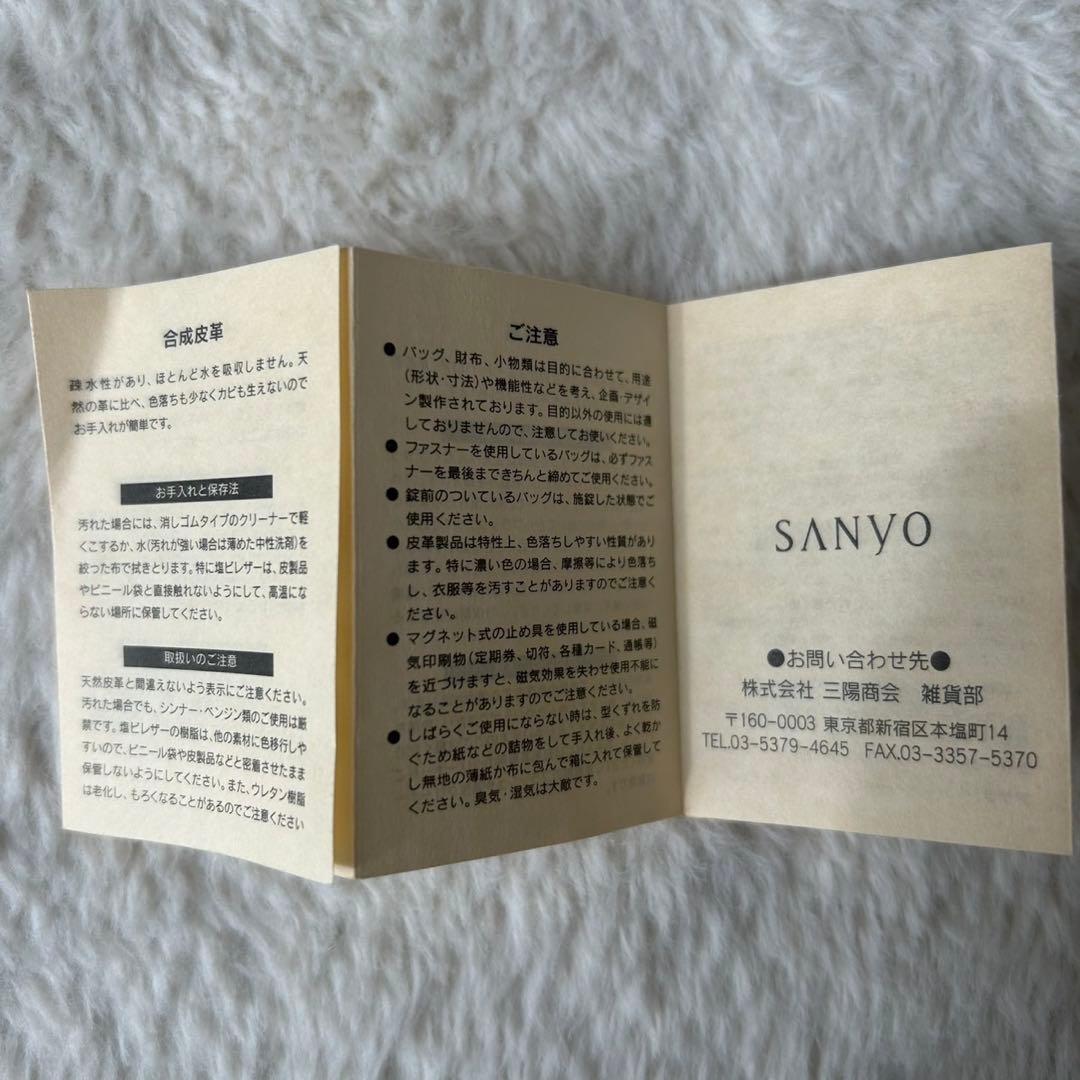 合成皮革
疎水性があり、ほとんど水を吸収しません。天
然の革に比べ、色落ちも少なくカビも生えないので
お手入れが簡単です。
お手入れと保存法
汚れた場合には、消しゴムタイプのクリーナーで軽
くこするか、水(汚れが強い場合は薄めた中性洗剤)を
絞った布で拭きとります。特に塩ビレザーは、皮製品
やビニール袋と直接触れないようにして、高温にな
らない場所に保管してください。
取扱いのご注意
天然皮革と間違えないよう表示にご注意ください。
汚れた場合でも、シンナー・ベンジン類のご使用は厳
禁です。塩ビレザーの樹脂は、他の素材に色移行しや
すいので、ビニール袋や皮製品などと密着させたまま
保管しないようにしてください。また、ウレタン樹脂
は老化し、もろくなることがあるのでご注意ください
ご注意
●バッグ、財布、小物類は目的に合わせて、用途
(形状・寸法)や機能性などを考え、企画・デザイ
ン製作されております。目的以外の使用には適
しておりませんので、注意してお使いください。
●ファスナーを使用しているバッグは、必ずファス
ナーを最後まできちんと締めてご使用ください。
●錠前のついているバッグは、施錠した状態でご
使用ください。
●皮革製品は特性上、色落ちしやすい性質があり
ます。特に濃い色の場合、摩擦等により色落ち
し、衣服等を汚すことがありますのでご注意く
ださい。
●マグネット式の止め具を使用している場合、磁
気印刷物(定期券、切符、各種カード、通帳等)
を近づけますと、磁気効果を失わせ使用不能に
なることがありますのでご注意ください。
●しばらくご使用にならない時は、型くずれを防
ぐため紙などの詰物をして手入れ後、よく乾か
し無地の薄紙か布に包んで箱に入れて保管して
ください。臭気・湿気は大敵です。
SANYO
●お問い合わせ先●
株式会社 三陽商会 雑貨部
〒160-0003 東京都新宿区本塩町14
TEL.03-5379-4645 FAX.03-3357-5370